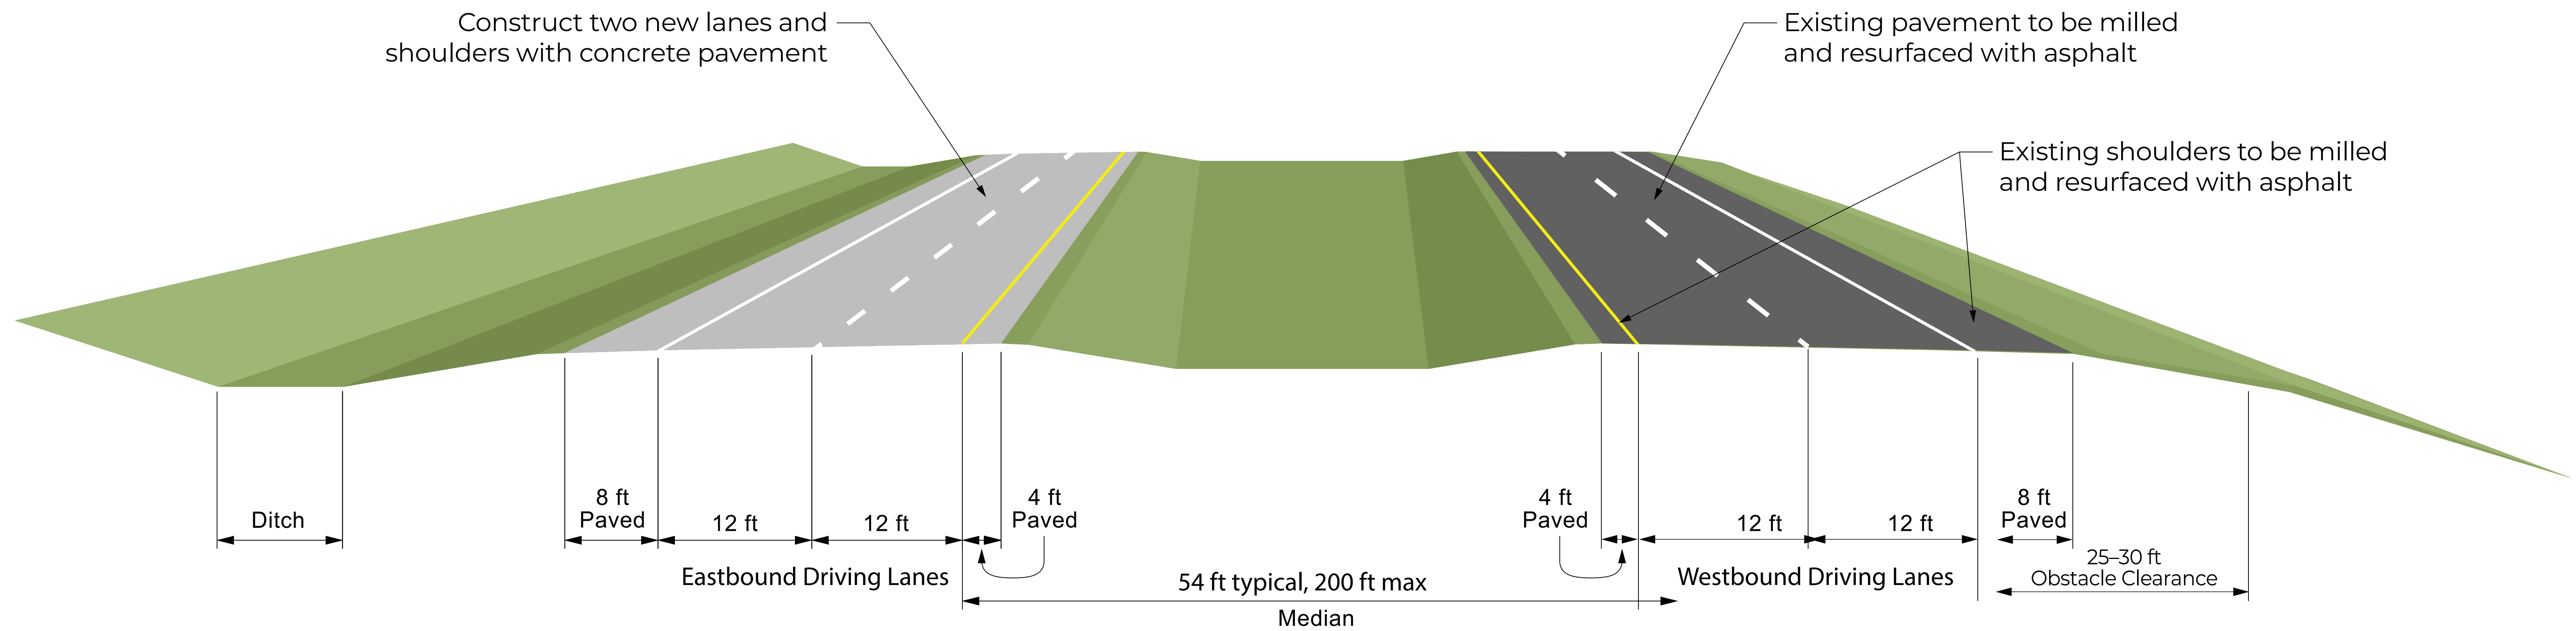 Construct two new lanes and
shoulders with concrete pavement
Existing pavement to be milled
and resurfaced with asphalt
Existing shoulders to be milled
and resurfaced with asphalt
Ditch
8 ft
Paved
12 ft
12 ft
4 ft
Paved
4 ft
Paved
12 ft
12 ft
8 ft
Paved
25–30 ft
Obstacle Clearance
Eastbound Driving Lanes
54 ft typical, 200 ft max
Median
Westbound Driving Lanes